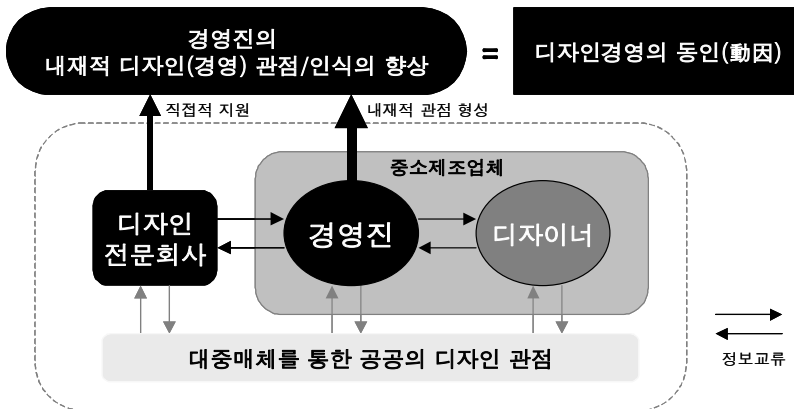 경영진의
내재적 디자인(경영) 관점/인식의 향상
=
디자인경영의 동인(動因)
직접적 지원
내재적 관점 형성
중소제조업체
디자인
전문회사
경영진
디자이너
대중매체를 통한 공공의 디자인 관점
정보교류